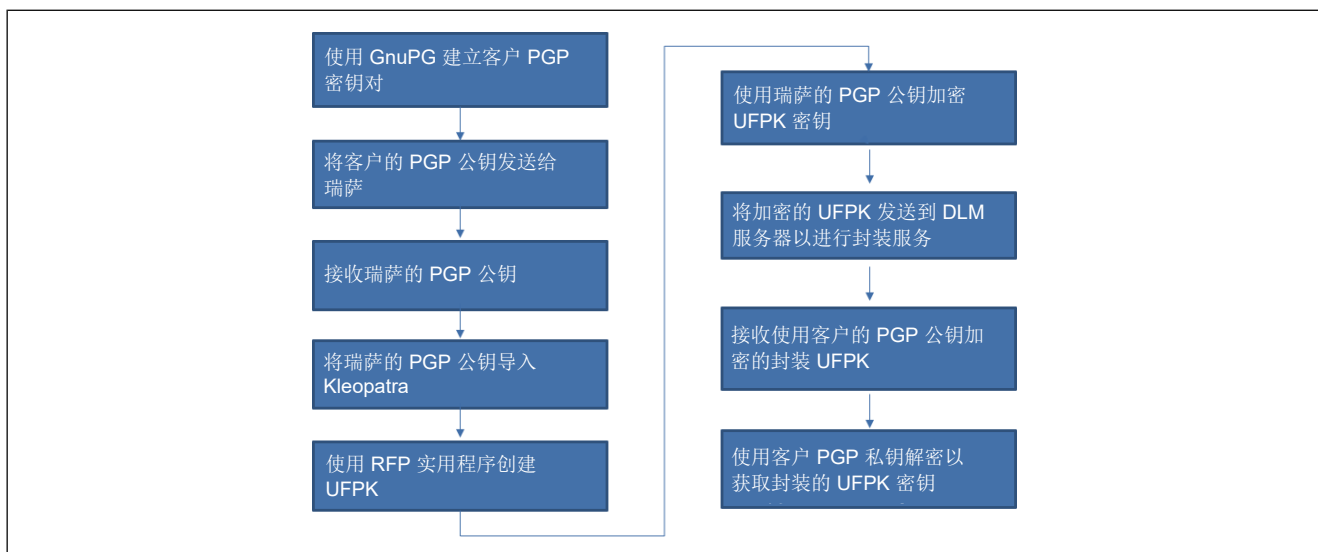 使用 GnuPG 建立客户 PGP
密钥对
将客户的 PGP 公钥发送给
瑞萨
接收瑞萨的 PGP 公钥
将瑞萨的 PGP 公钥导入
Kleopatra
使用 RFP 实用程序创建
UFPK
使用瑞萨的 PGP 公钥加密
UFPK 密钥
将加密的 UFPK 发送到 DLM
服务器以进行封装服务
接收使用客户的 PGP 公钥加
密的封装 UFPK
使用客户 PGP 私钥解密以
获取封装的 UFPK 密钥